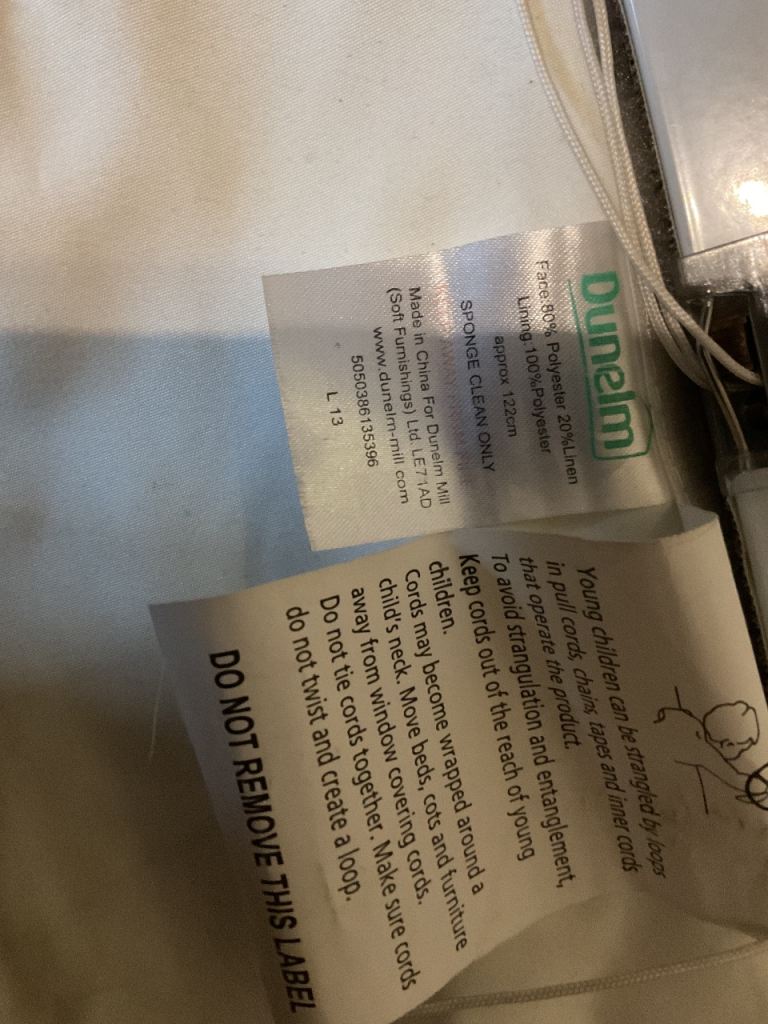 Dunelm
Face:80% Polyester 20%Linen
Lining:100%Polyester
approx 122cm
SPONGE CLEAN ONLY
Made in China For Dunelm Mill
(Soft Furnishings) Ltd. LE7 1AD
www.dunelm-mill.com
5050386135396
L 13
Young children can be strangled by loops
in pull cords, chains, tapes and inner cords
that operate the product.
To avoid strangulation and entanglement,
Keep cords out of the reach of young
children.
Cords may become wrapped around a
child's neck. Move beds, cots and furniture
away from window covering cords.
Do not tie cords together. Make sure cords
do not twist and create a loop.
DO NOT REMOVE THIS LABEL